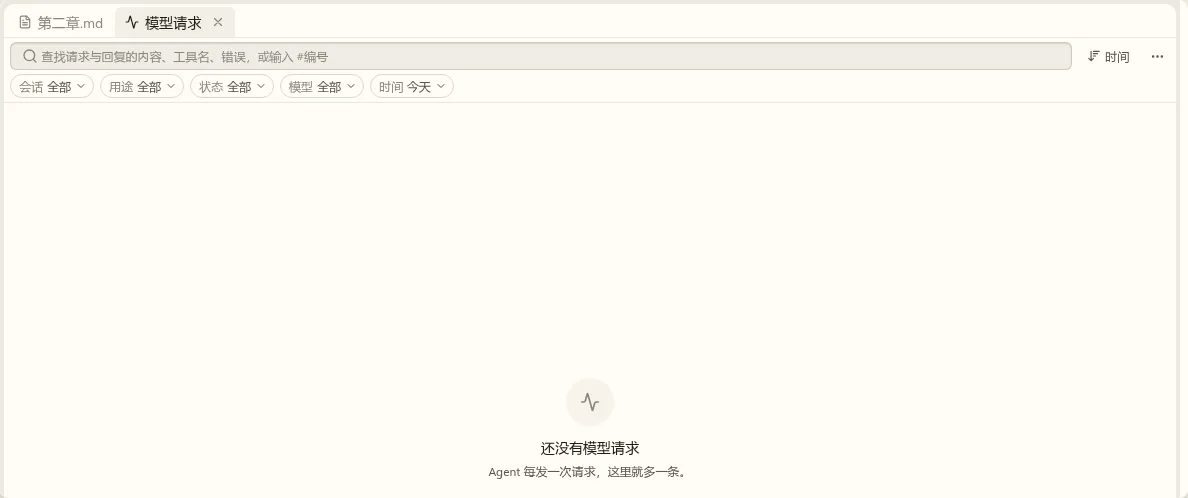 第二章.md 模型请求
查找请求与回复的内容、工具名、错误，或输入 #编号 时间
会话 全部 用途 全部 状态 全部 模型 全部 时间 今天
还没有模型请求
Agent 每发一次请求，这里就多一条。